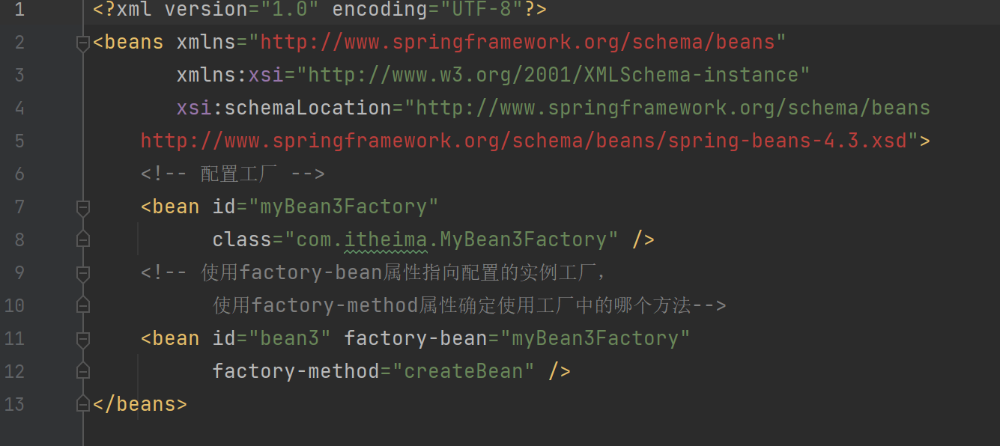 1 <?xml version="1.0" encoding="UTF-8"?>
2 <beans xmlns="http://www.springframework.org/schema/beans"
3 xmlns:xsi="http://www.w3.org/2001/XMLSchema-instance"
4 xsi:schemaLocation="http://www.springframework.org/schema/beans
5 http://www.springframework.org/schema/beans/spring-beans-4.3.xsd">
6 <!-- 配置工厂 -->
7 <bean id="myBean3Factory"
8 class="com.itheima.MyBean3Factory" />
9 <!-- 使用factory-bean属性指向配置的实例工厂，
10 使用factory-method属性确定使用工厂中的哪个方法-->
11 <bean id="bean3" factory-bean="myBean3Factory"
12 factory-method="createBean" />
13 </beans>